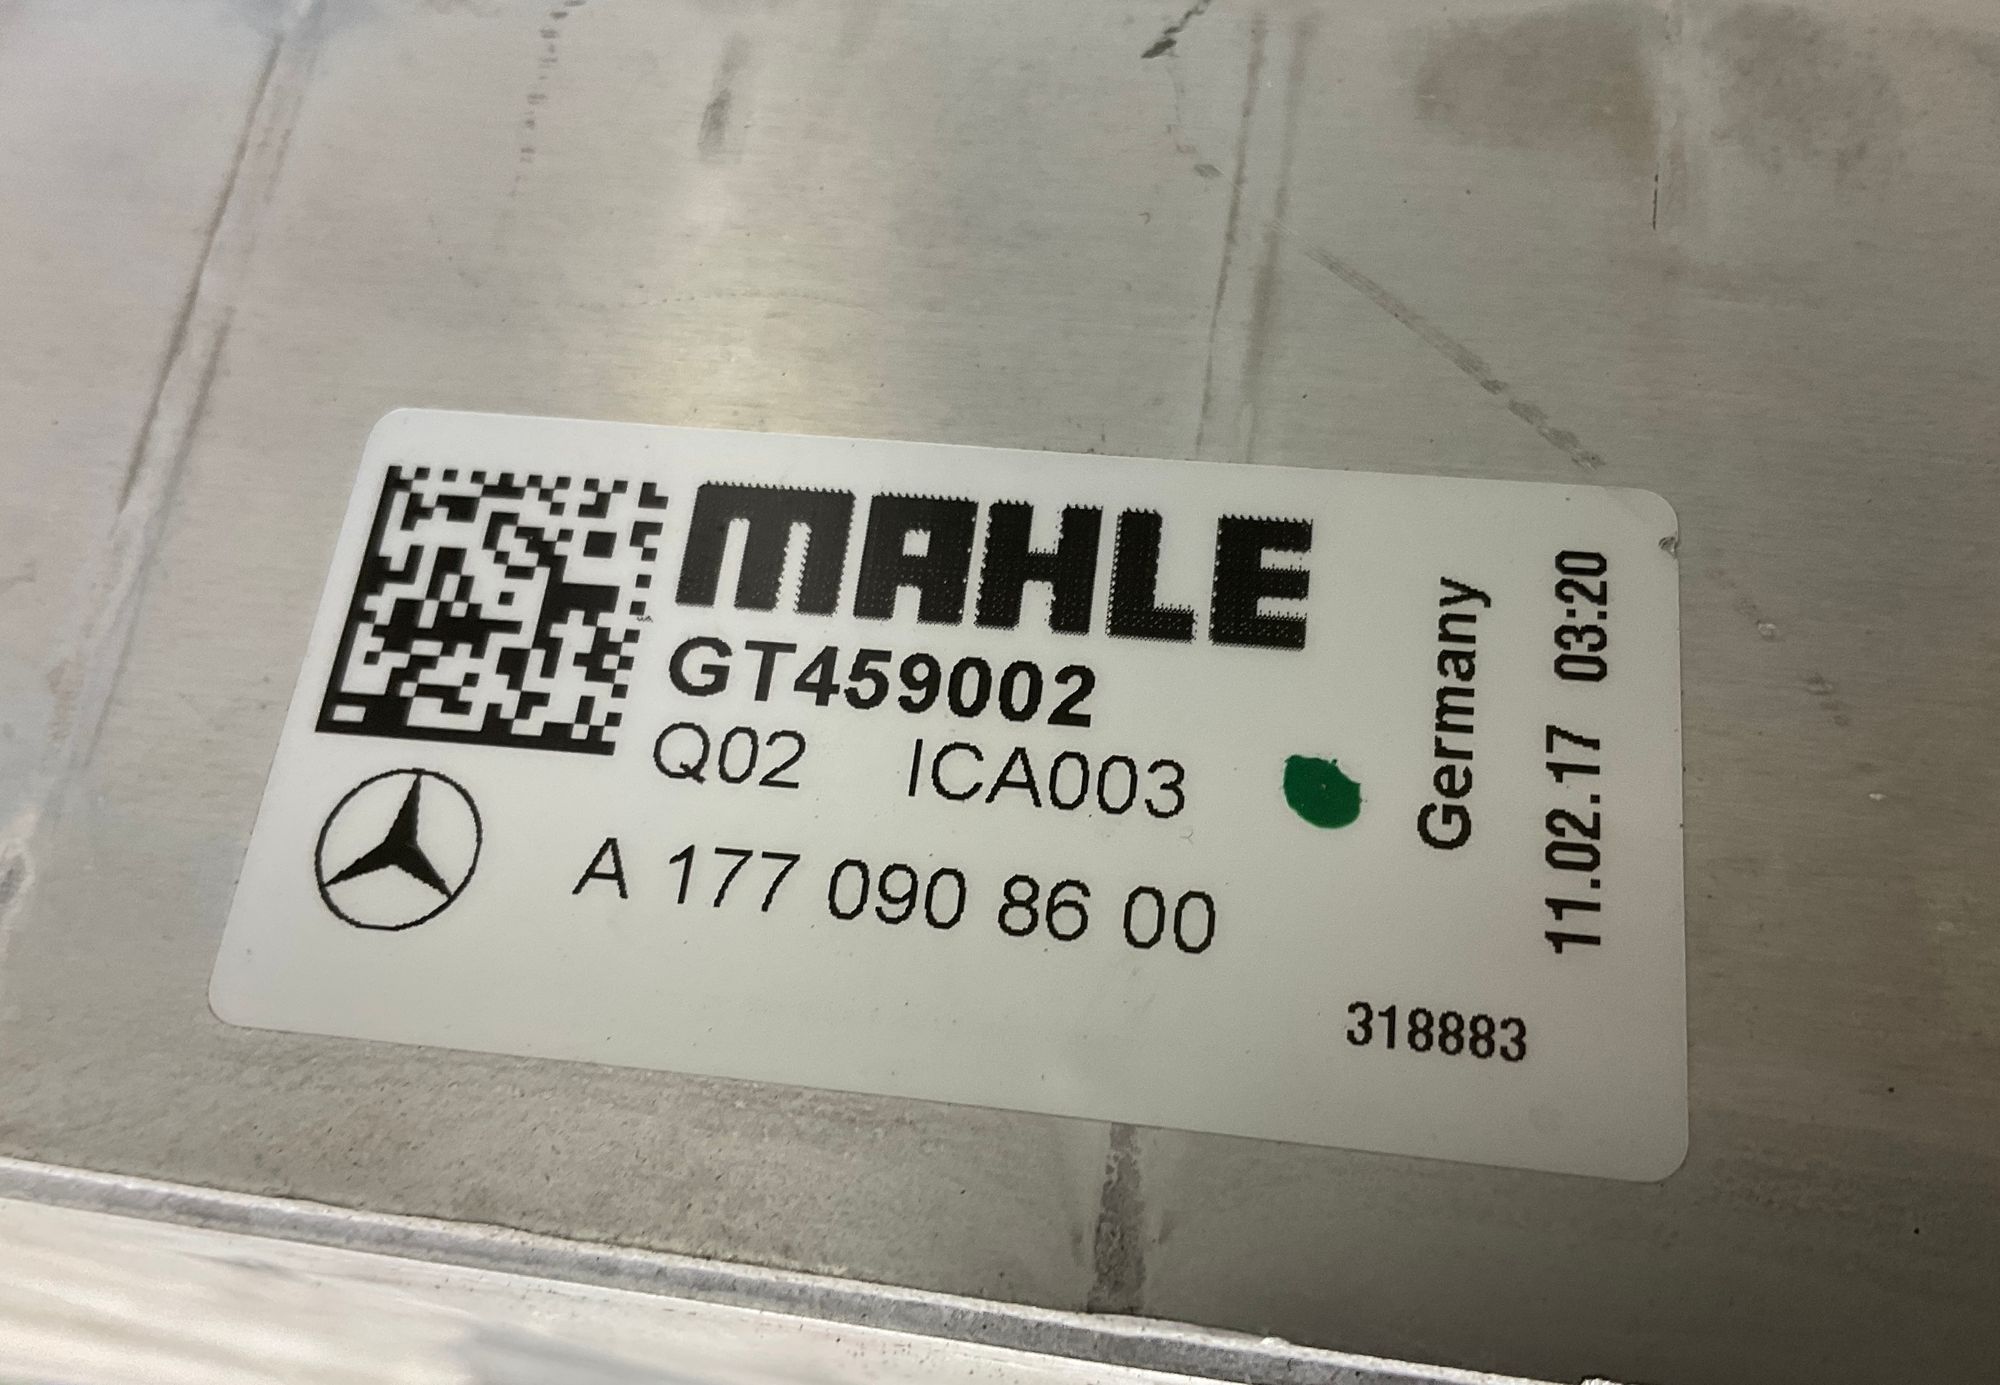 MAHLE
GT459002
Q02 ICA003
A 177 090 86 00
Germany
11.02.17 03:20
318883